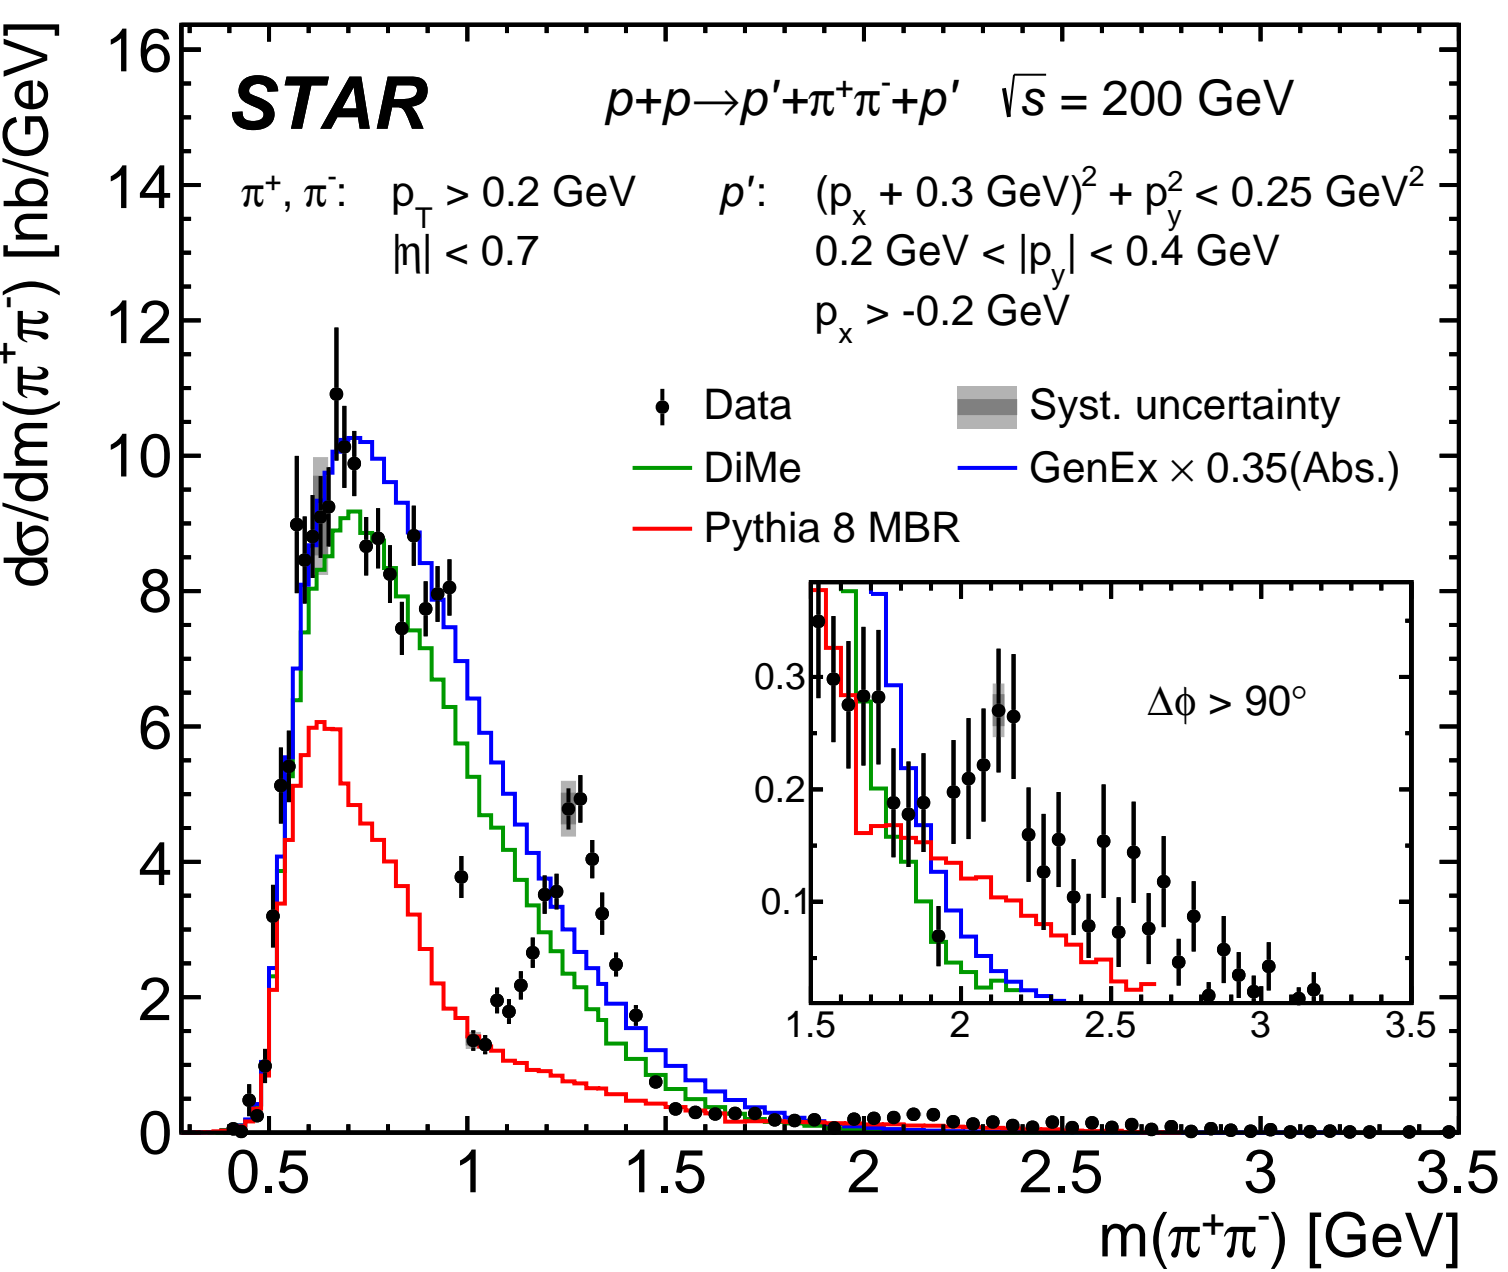 dσ/dm(π⁺π⁻) [nb/GeV]
16
14
12
10
8
6
4
2
0
STAR p+p→p′+π⁺π⁻+p′ √s = 200 GeV
π⁺, π⁻: p_T > 0.2 GeV p′: (p_x + 0.3 GeV)² + p_y² < 0.25 GeV²
|η| < 0.7 0.2 GeV < |p_y| < 0.4 GeV
p_x > -0.2 GeV
Data Syst. uncertainty
DiMe GenEx × 0.35(Abs.)
Pythia 8 MBR
0.3
0.2
0.1
Δϕ > 90°
1.5 2 2.5 3 3.5
0.5 1 1.5 2 2.5 3 3.5
m(π⁺π⁻) [GeV]